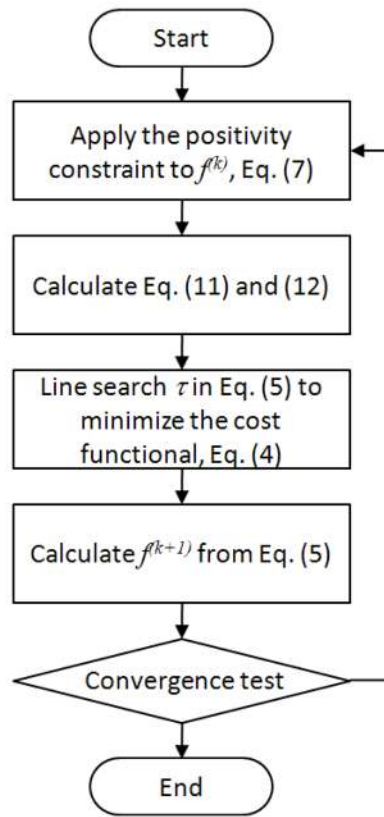 Start
Apply the positivity
constraint to f^(k), Eq. (7)
Calculate Eq. (11) and (12)
Line search τ in Eq. (5) to
minimize the cost
functional, Eq. (4)
Calculate f^(k+1) from Eq. (5)
Convergence test
End